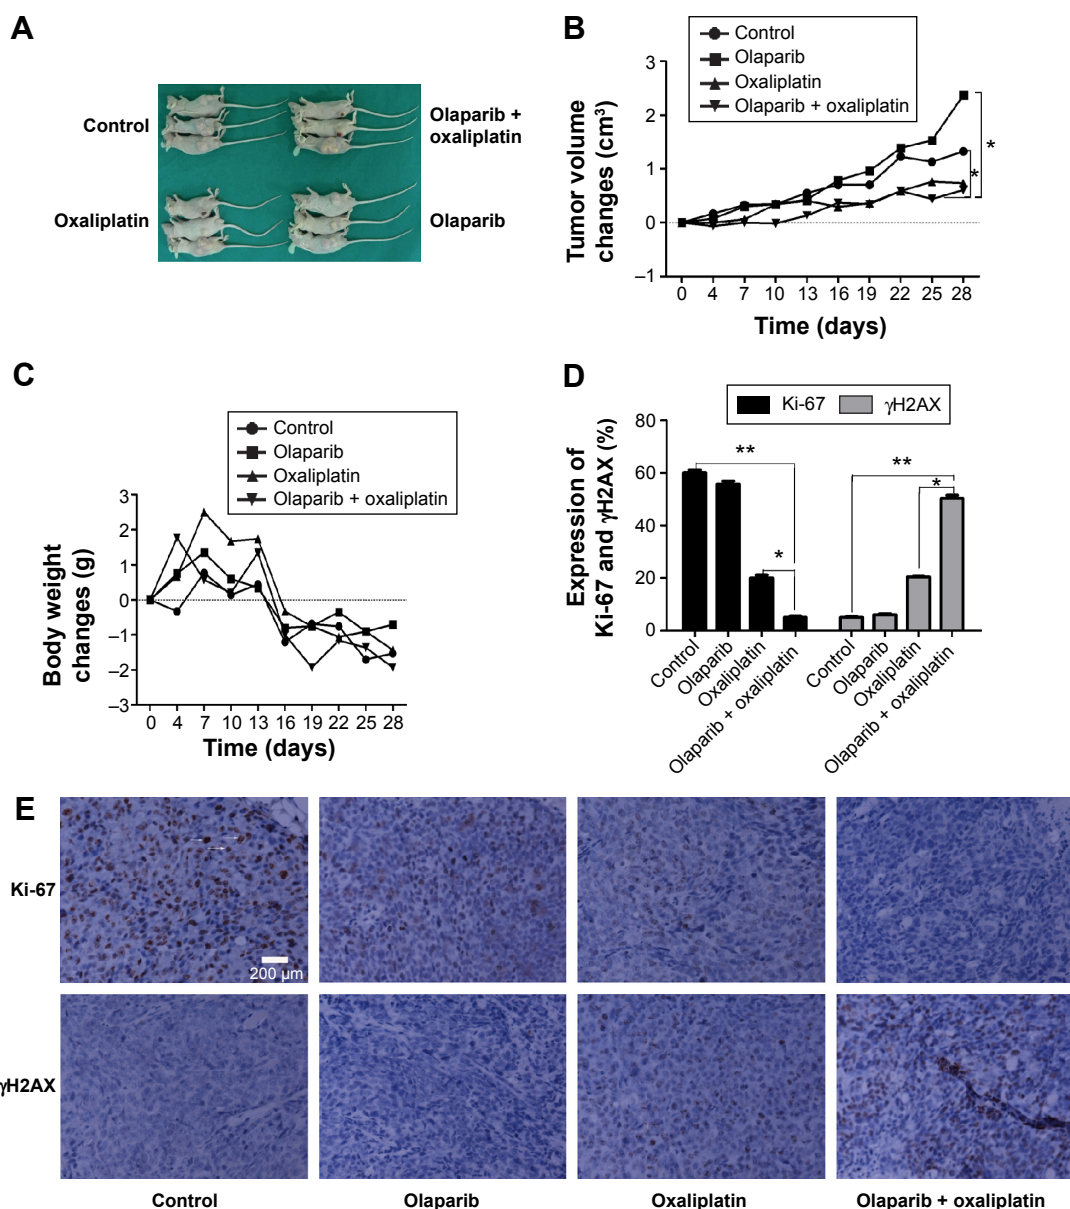 A
Control
Olaparib +
oxaliplatin
Oxaliplatin
Olaparib
B
Control
Olaparib
Oxaliplatin
Olaparib + oxaliplatin
Tumor volume
changes (cm³)
3
2
1
0
–1
*
*
0 4 7 10 13 16 19 22 25 28
Time (days)
C
Control
Olaparib
Oxaliplatin
Olaparib + oxaliplatin
Body weight
changes (g)
3
2
1
0
–1
–2
–3
0 4 7 10 13 16 19 22 25 28
Time (days)
D
Ki-67 γH2AX
Expression of
Ki-67 and γH2AX (%)
80
60
40
20
0
**
*
**
*
Control
Olaparib
Oxaliplatin
Olaparib + oxaliplatin
Control
Olaparib
Oxaliplatin
Olaparib + oxaliplatin
E
Ki-67
200 µm
γH2AX
Control Olaparib Oxaliplatin Olaparib + oxaliplatin